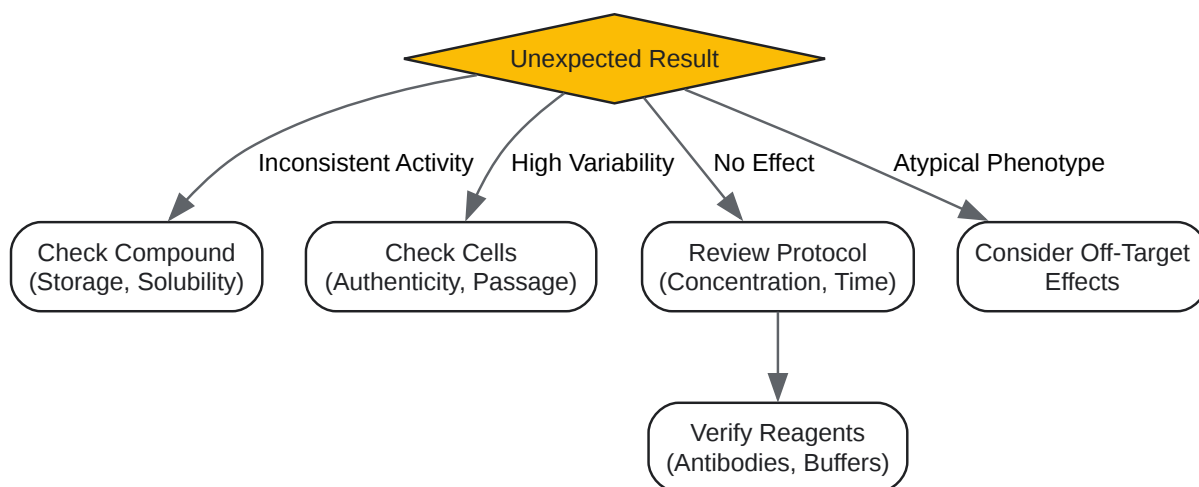 Unexpected Result
Inconsistent Activity
High Variability
No Effect
Atypical Phenotype
Check Compound
(Storage, Solubility)
Check Cells
(Authenticity, Passage)
Review Protocol
(Concentration, Time)
Consider Off-Target
Effects
Verify Reagents
(Antibodies, Buffers)